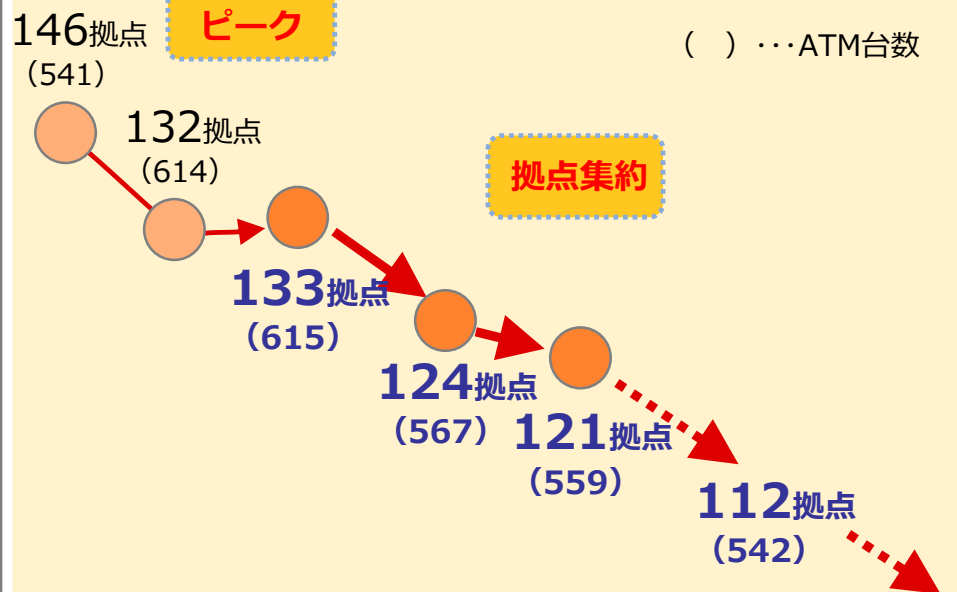 146拠点
（541）
ピーク
（　）･･･ATM台数
132拠点
（614）
拠点集約
133拠点
（615）
124拠点
（567）
121拠点
（559）
112拠点
（542）